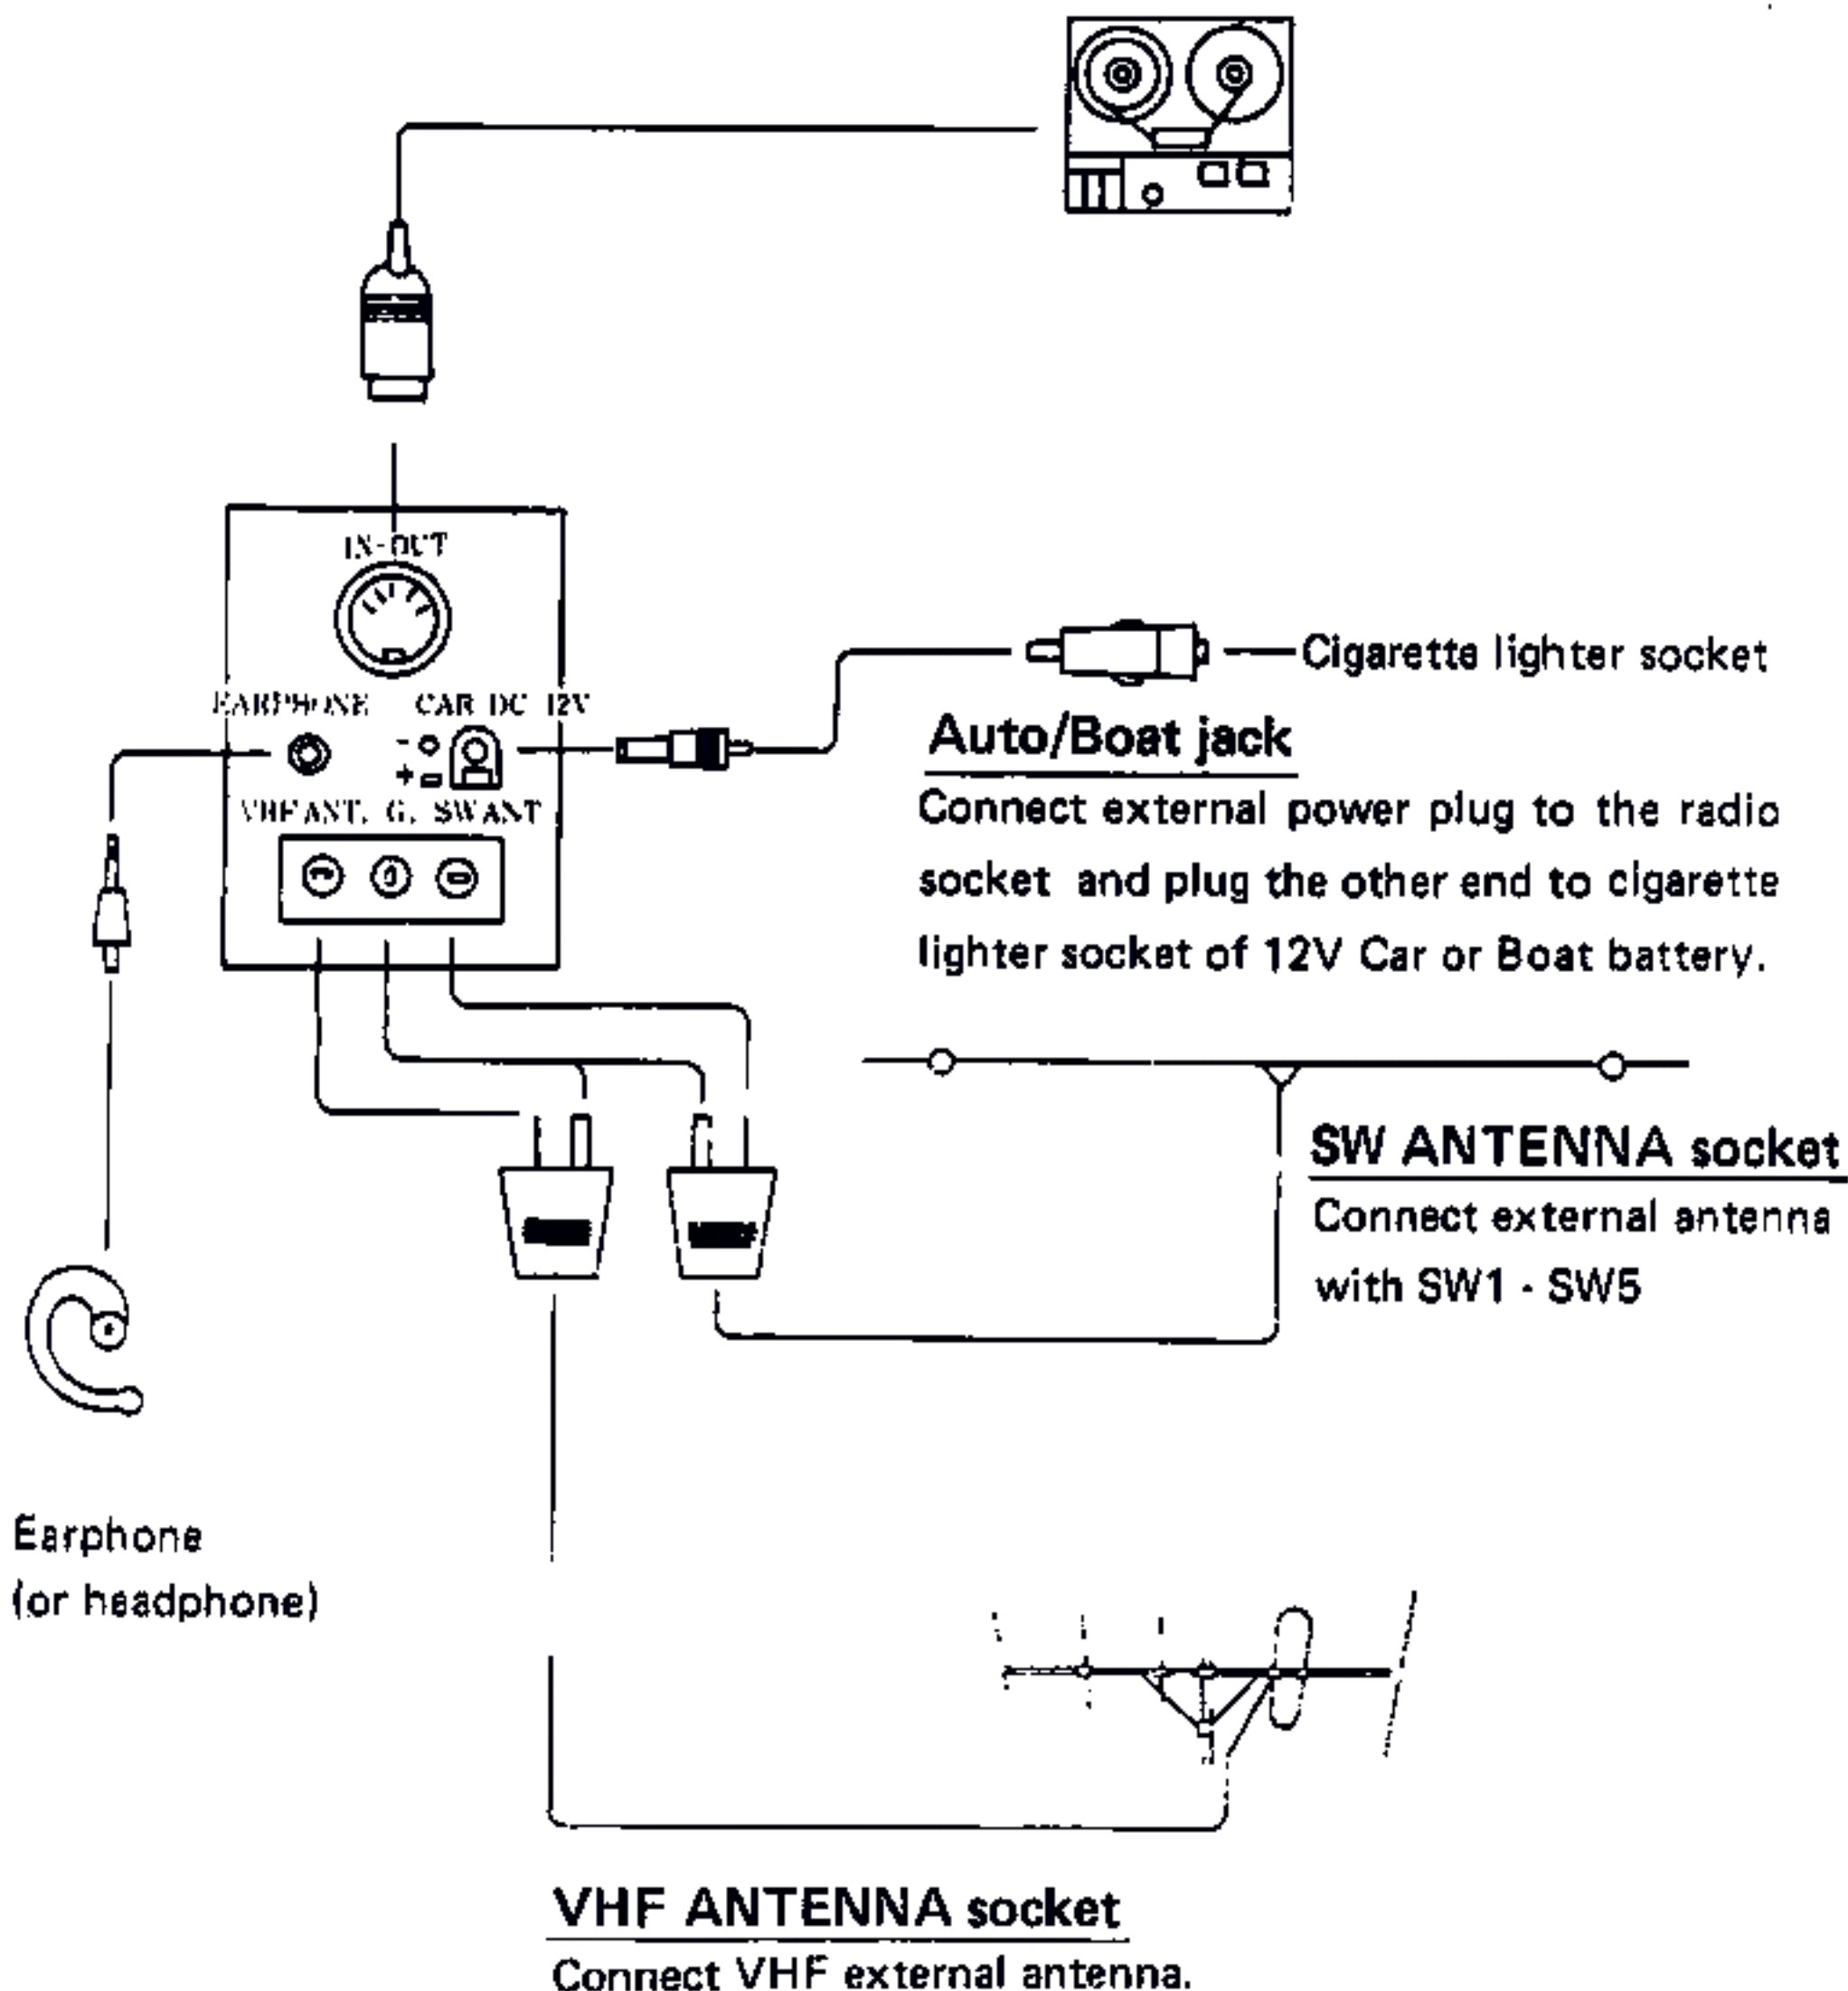 IN-OUT
EARPHONE
CAR DC 12V
-
+
VHF ANT. G. SW ANT
Cigarette lighter socket
Auto/Boat jack
Connect external power plug to the radio
socket and plug the other end to cigarette
lighter socket of 12V Car or Boat battery.
SW ANTENNA socket
Connect external antenna
with SW1 - SW5
Earphone
(or headphone)
VHF ANTENNA socket
Connect VHF external antenna.